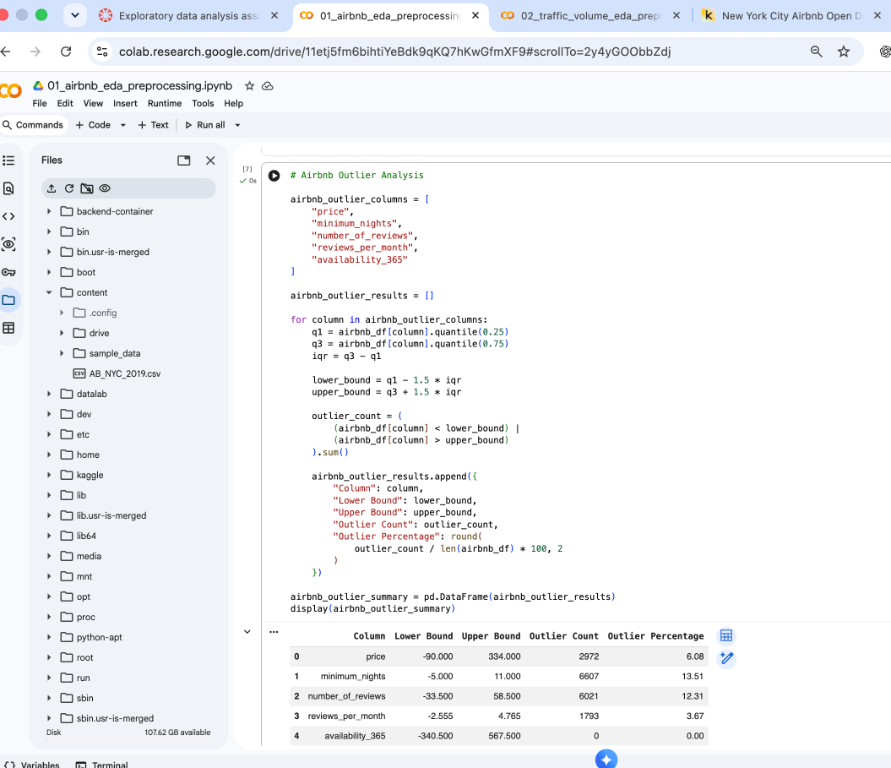 Exploratory data analysis ass
01_airbnb_eda_preprocessin
02_traffic_volume_eda_prep
New York City Airbnb Open D
colab.research.google.com/drive/11etj5fm6bihtiYeBdk9qKQ7hKwGfmXF9#scrollTo=2y4yGOObbZdj
01_airbnb_eda_preprocessing.ipynb
File Edit View Insert Runtime Tools Help
Commands + Code + Text Run all
Files
backend-container
bin
bin.usr-is-merged
boot
content
.config
drive
sample_data
AB_NYC_2019.csv
datalab
dev
etc
home
kaggle
lib
lib.usr-is-merged
lib64
media
mnt
opt
proc
python-apt
root
run
sbin
sbin.usr-is-merged
Disk 107.62 GB available
[7]
0s
# Airbnb Outlier Analysis
airbnb_outlier_columns = [
"price",
"minimum_nights",
"number_of_reviews",
"reviews_per_month",
"availability_365"
]
airbnb_outlier_results = []
for column in airbnb_outlier_columns:
q1 = airbnb_df[column].quantile(0.25)
q3 = airbnb_df[column].quantile(0.75)
iqr = q3 - q1
lower_bound = q1 - 1.5 * iqr
upper_bound = q3 + 1.5 * iqr
outlier_count = (
(airbnb_df[column] < lower_bound) |
(airbnb_df[column] > upper_bound)
).sum()
airbnb_outlier_results.append({
"Column": column,
"Lower Bound": lower_bound,
"Upper Bound": upper_bound,
"Outlier Count": outlier_count,
"Outlier Percentage": round(
outlier_count / len(airbnb_df) * 100, 2
)
})
airbnb_outlier_summary = pd.DataFrame(airbnb_outlier_results)
display(airbnb_outlier_summary)
Column Lower Bound Upper Bound Outlier Count Outlier Percentage
0 price -90.000 334.000 2972 6.08
1 minimum_nights -5.000 11.000 6607 13.51
2 number_of_reviews -33.500 58.500 6021 12.31
3 reviews_per_month -2.555 4.765 1793 3.67
4 availability_365 -340.500 567.500 0 0.00
Variables Terminal